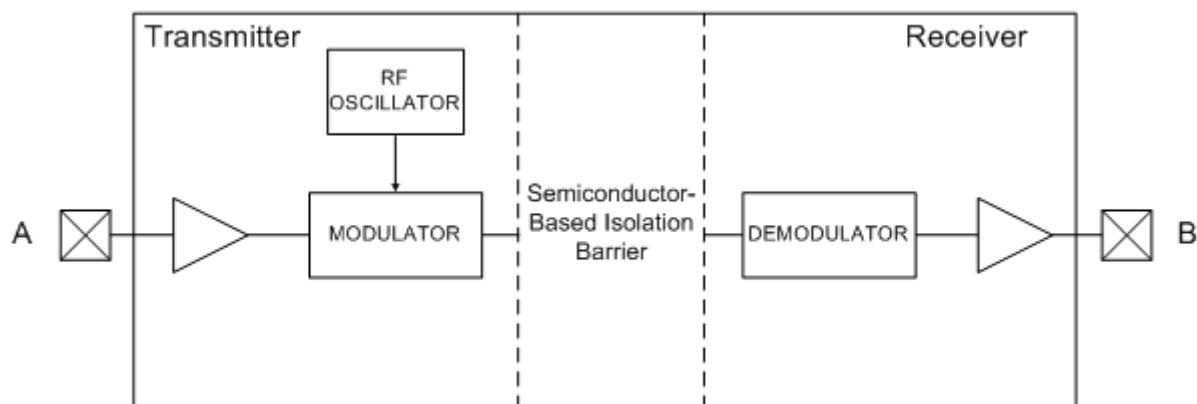 Transmitter
Receiver
RF
OSCILLATOR
A
MODULATOR
Semiconductor-
Based Isolation
Barrier
DEMODULATOR
B